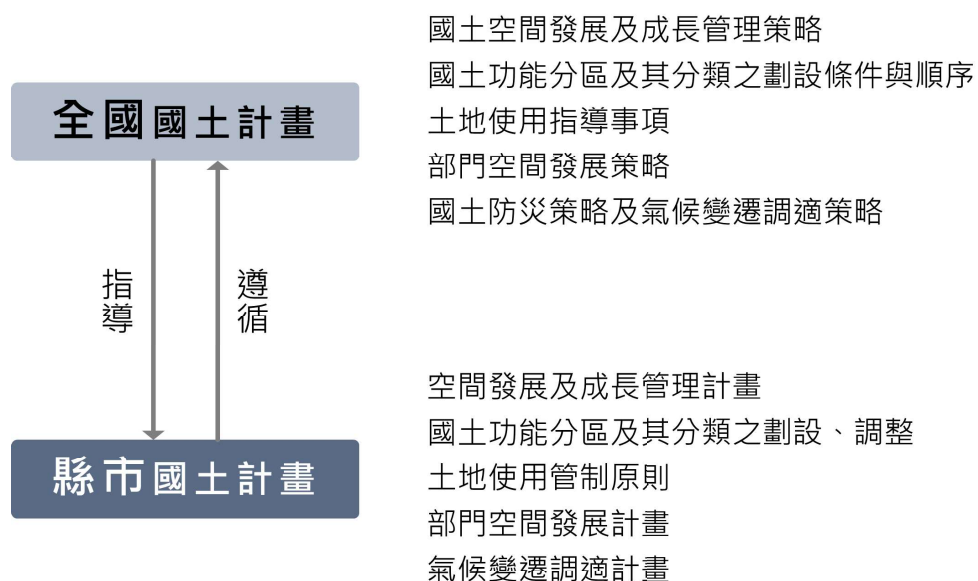 國土空間發展及成長管理策略
國土功能分區及其分類之劃設條件與順序
全國國土計畫
土地使用指導事項
部門空間發展策略
國土防災策略及氣候變遷調適策略
指導
遵循
空間發展及成長管理計畫
國土功能分區及其分類之劃設、調整
縣市國土計畫
土地使用管制原則
部門空間發展計畫
氣候變遷調適計畫